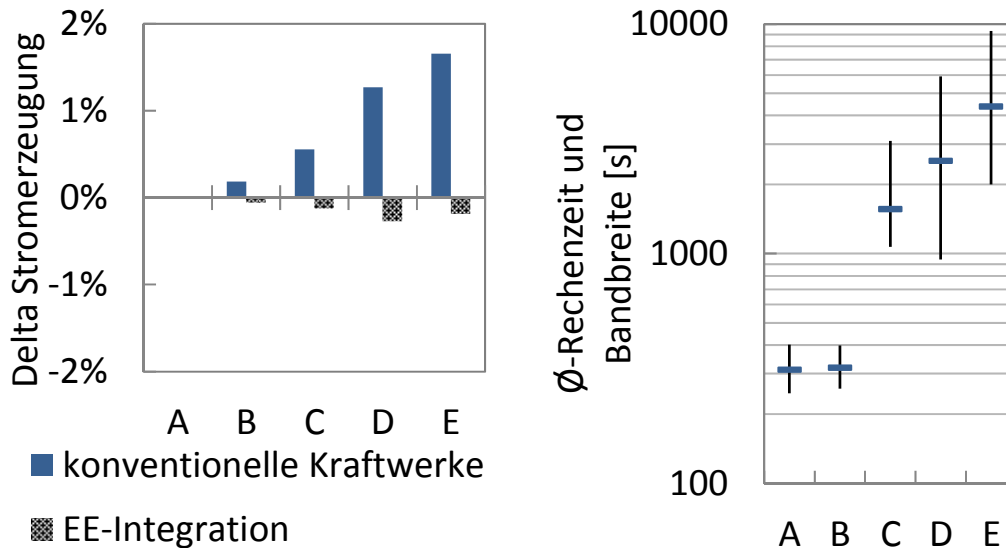 Delta Stromerzeugung
2%
1%
0%
-1%
-2%
A B C D E
konventionelle Kraftwerke
EE-Integration
Ø-Rechenzeit und
Bandbreite [s]
10000
1000
100
A B C D E